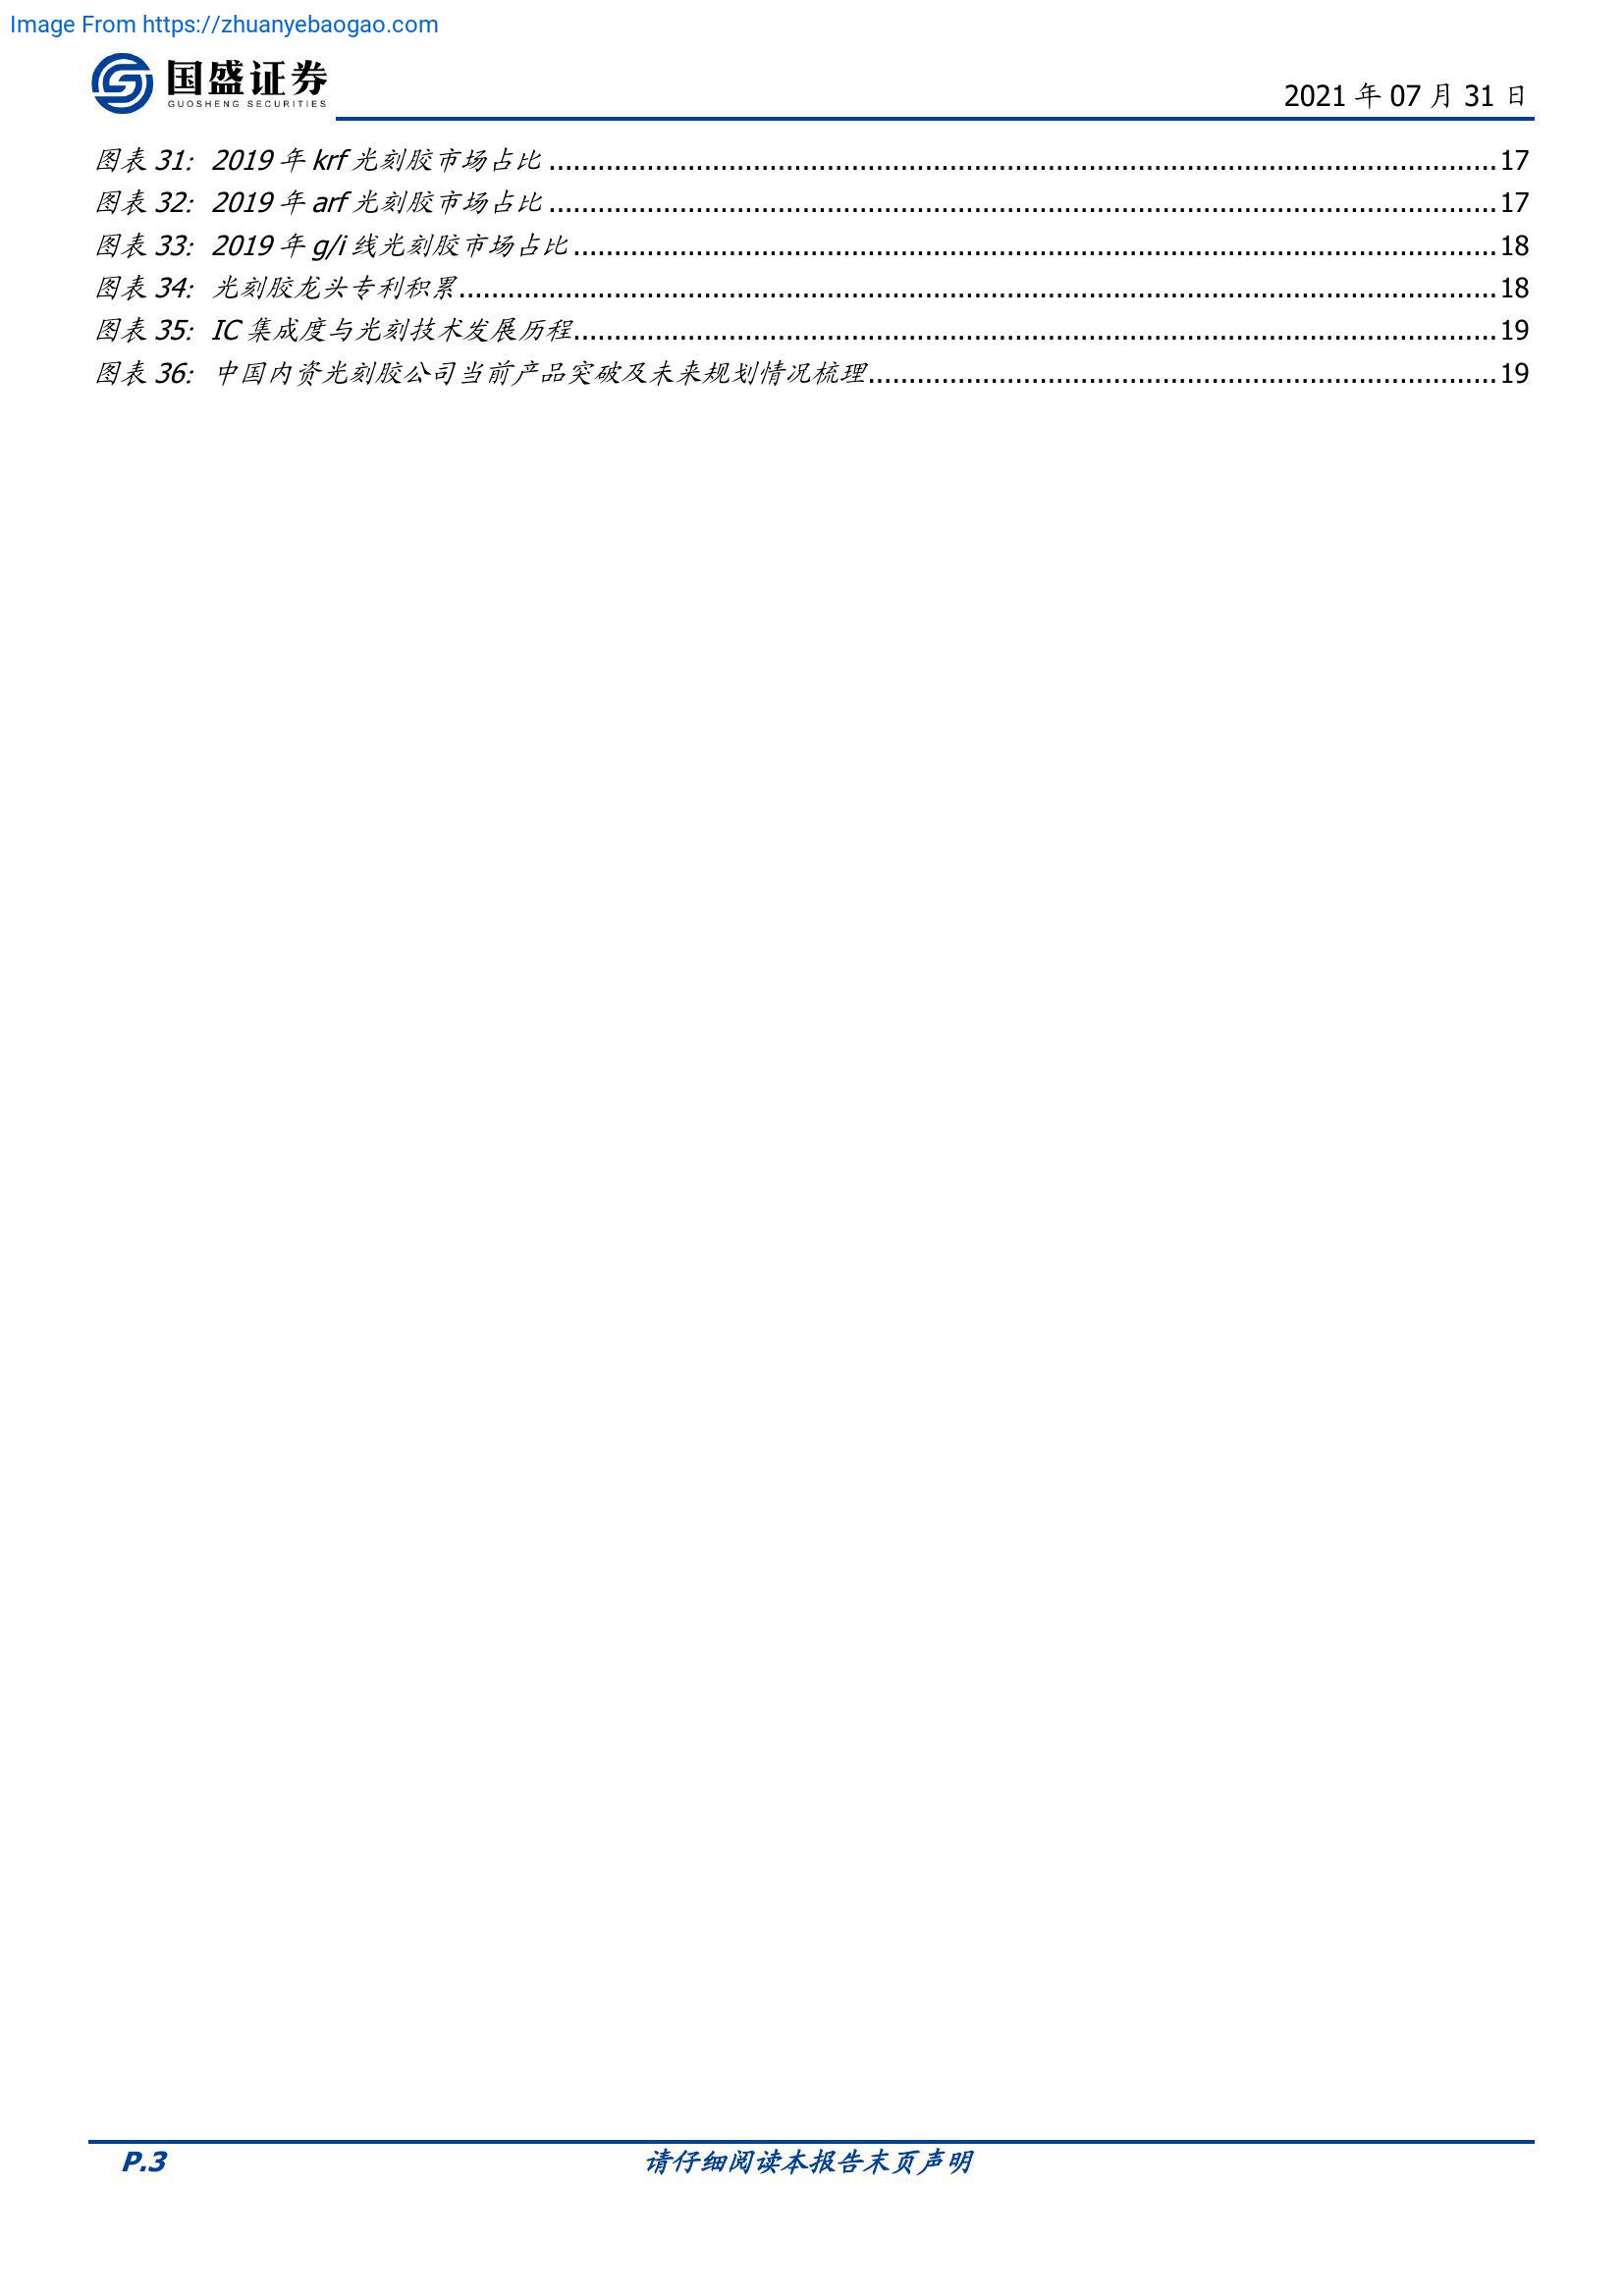 Image From https://zhuanyebaogao.com
国盛证券
GUOSHENG SECURITIES
2021 年 07 月 31 日
图表 31: 2019 年 krf 光刻胶市场占比 ........ 17
图表 32: 2019 年 arf 光刻胶市场占比 ........ 17
图表 33: 2019 年 g/i 线光刻胶市场占比 ........ 18
图表 34: 光刻胶龙头专利积累 ........ 18
图表 35: IC 集成度与光刻技术发展历程 ........ 19
图表 36: 中国内资光刻胶公司当前产品突破及未来规划情况梳理 ........ 19
P.3
请仔细阅读本报告末页声明